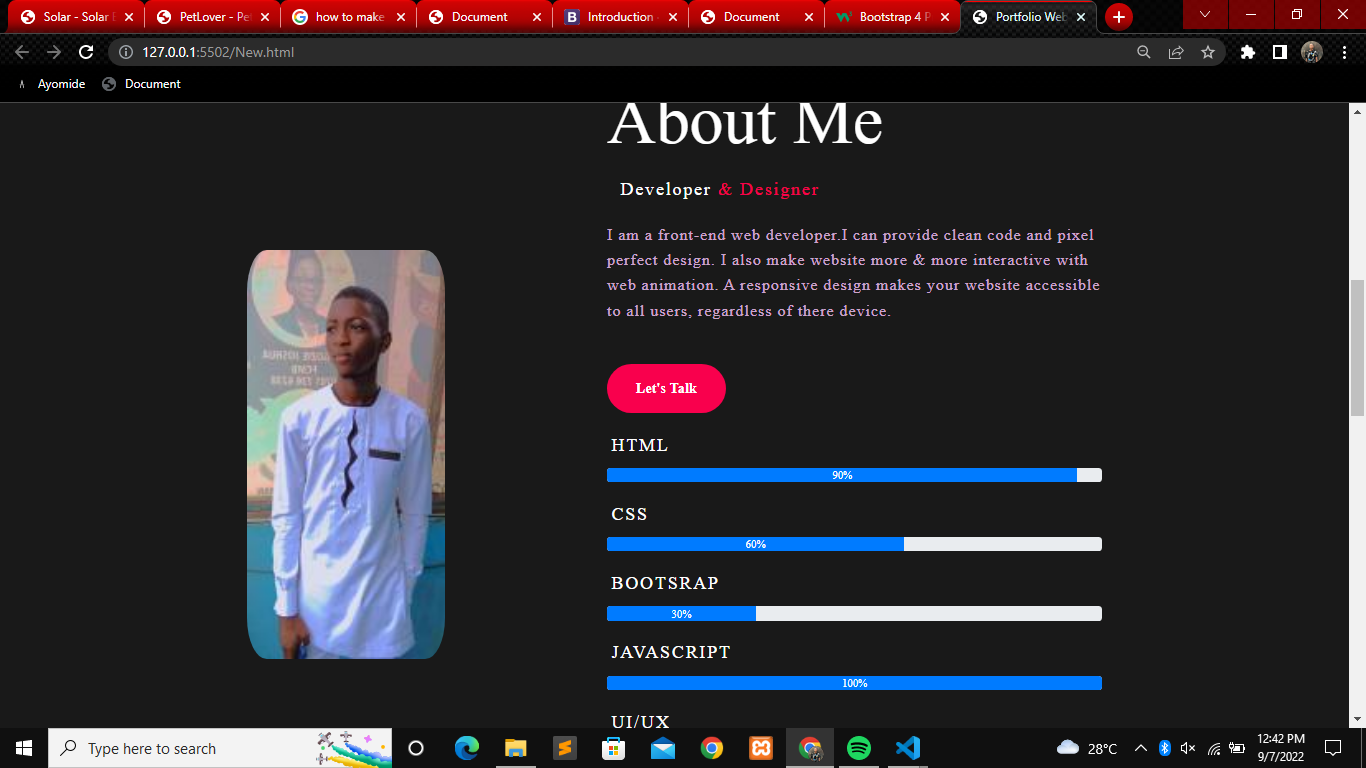 Solar - Solar
PetLover - Pe
how to make
Document
Introduction
Document
Bootstrap 4 P
Portfolio Web
127.0.0.1:5502/New.html
Ayomide
Document
About Me
Developer & Designer
I am a front-end web developer.I can provide clean code and pixel
perfect design. I also make website more & more interactive with
web animation. A responsive design makes your website accessible
to all users, regardless of there device.
Let's Talk
HTML
90%
CSS
60%
BOOTSRAP
30%
JAVASCRIPT
100%
UI/UX
Type here to search
28°C
12:42 PM
9/7/2022